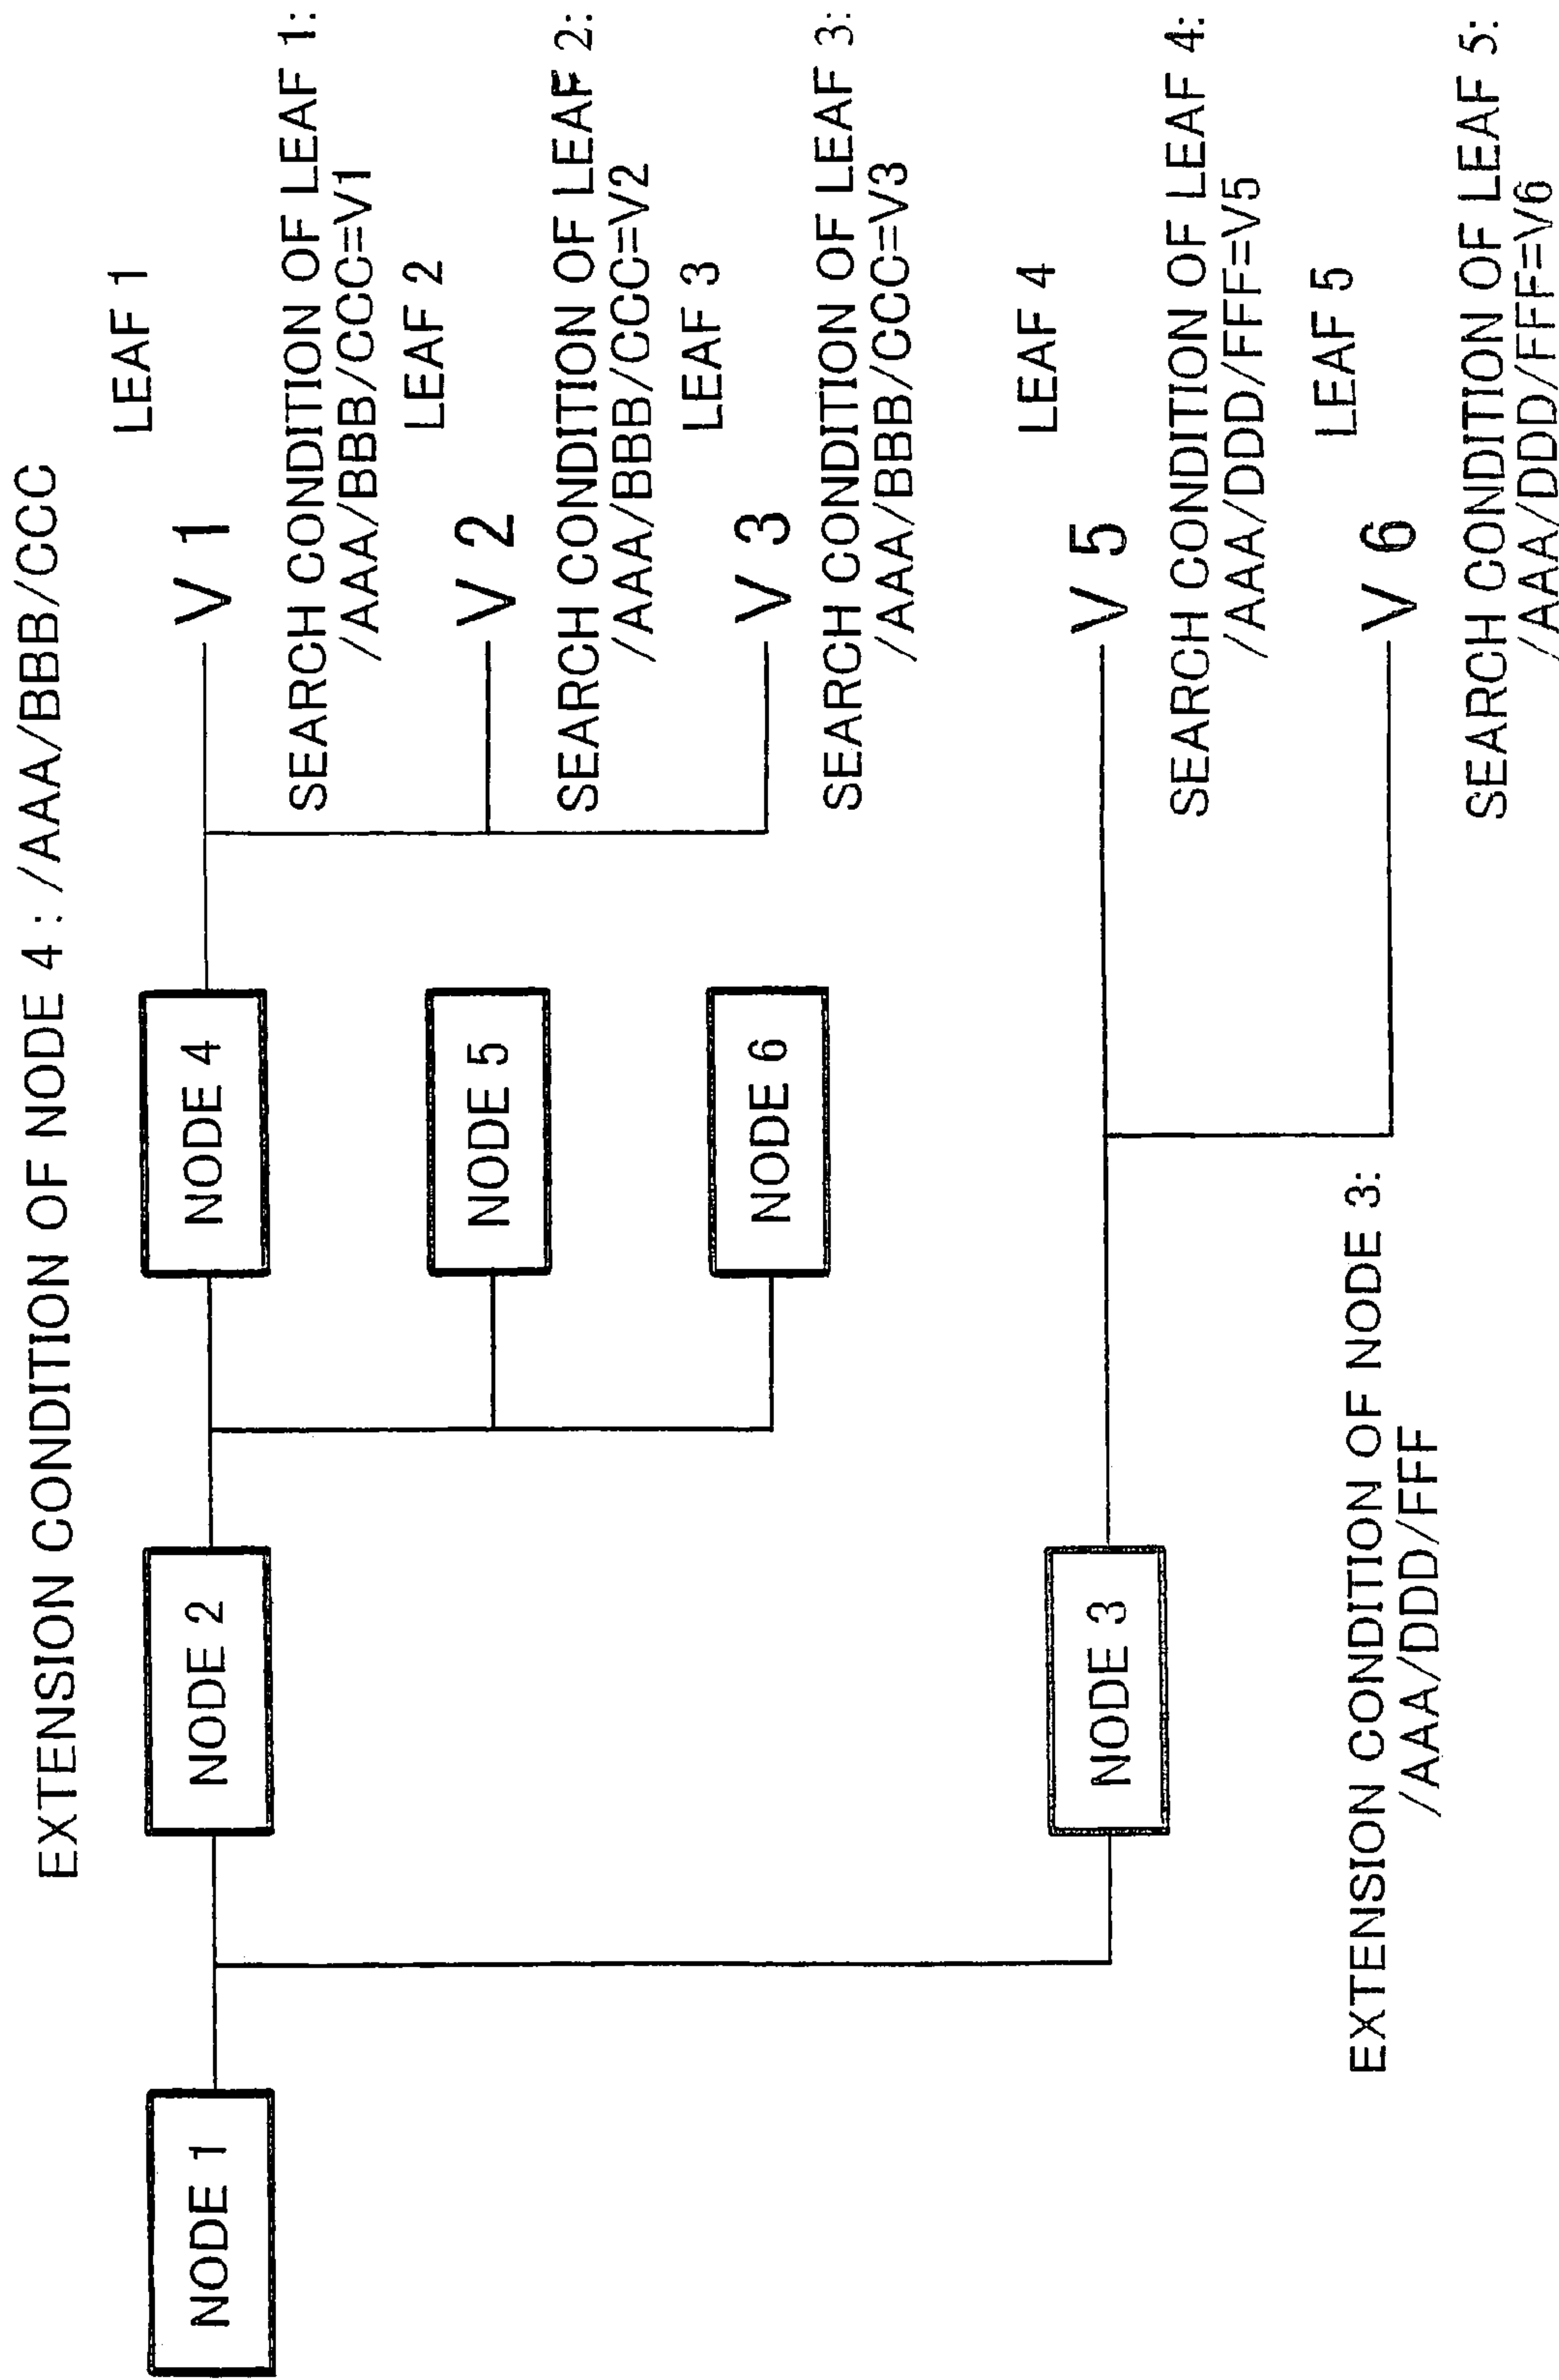 EXTENSION CONDITION OF NODE 4 : /AAA/BBB/CCC
LEAF 1
NODE 1
NODE 2
NODE 4
V 1
SEARCH CONDITION OF LEAF 1:
/AAA/BBB/CCC=V1
LEAF 2
NODE 5
V 2
SEARCH CONDITION OF LEAF 2:
/AAA/BBB/CCC=V2
LEAF 3
NODE 6
V 3
SEARCH CONDITION OF LEAF 3:
/AAA/BBB/CCC=V3
LEAF 4
NODE 3
V 5
SEARCH CONDITION OF LEAF 4:
/AAA/DDD/FFF=V5
LEAF 5
EXTENSION CONDITION OF NODE 3:
/AAA/DDD/FFF
V 6
SEARCH CONDITION OF LEAF 5:
/AAA/DDD/FFF=V6